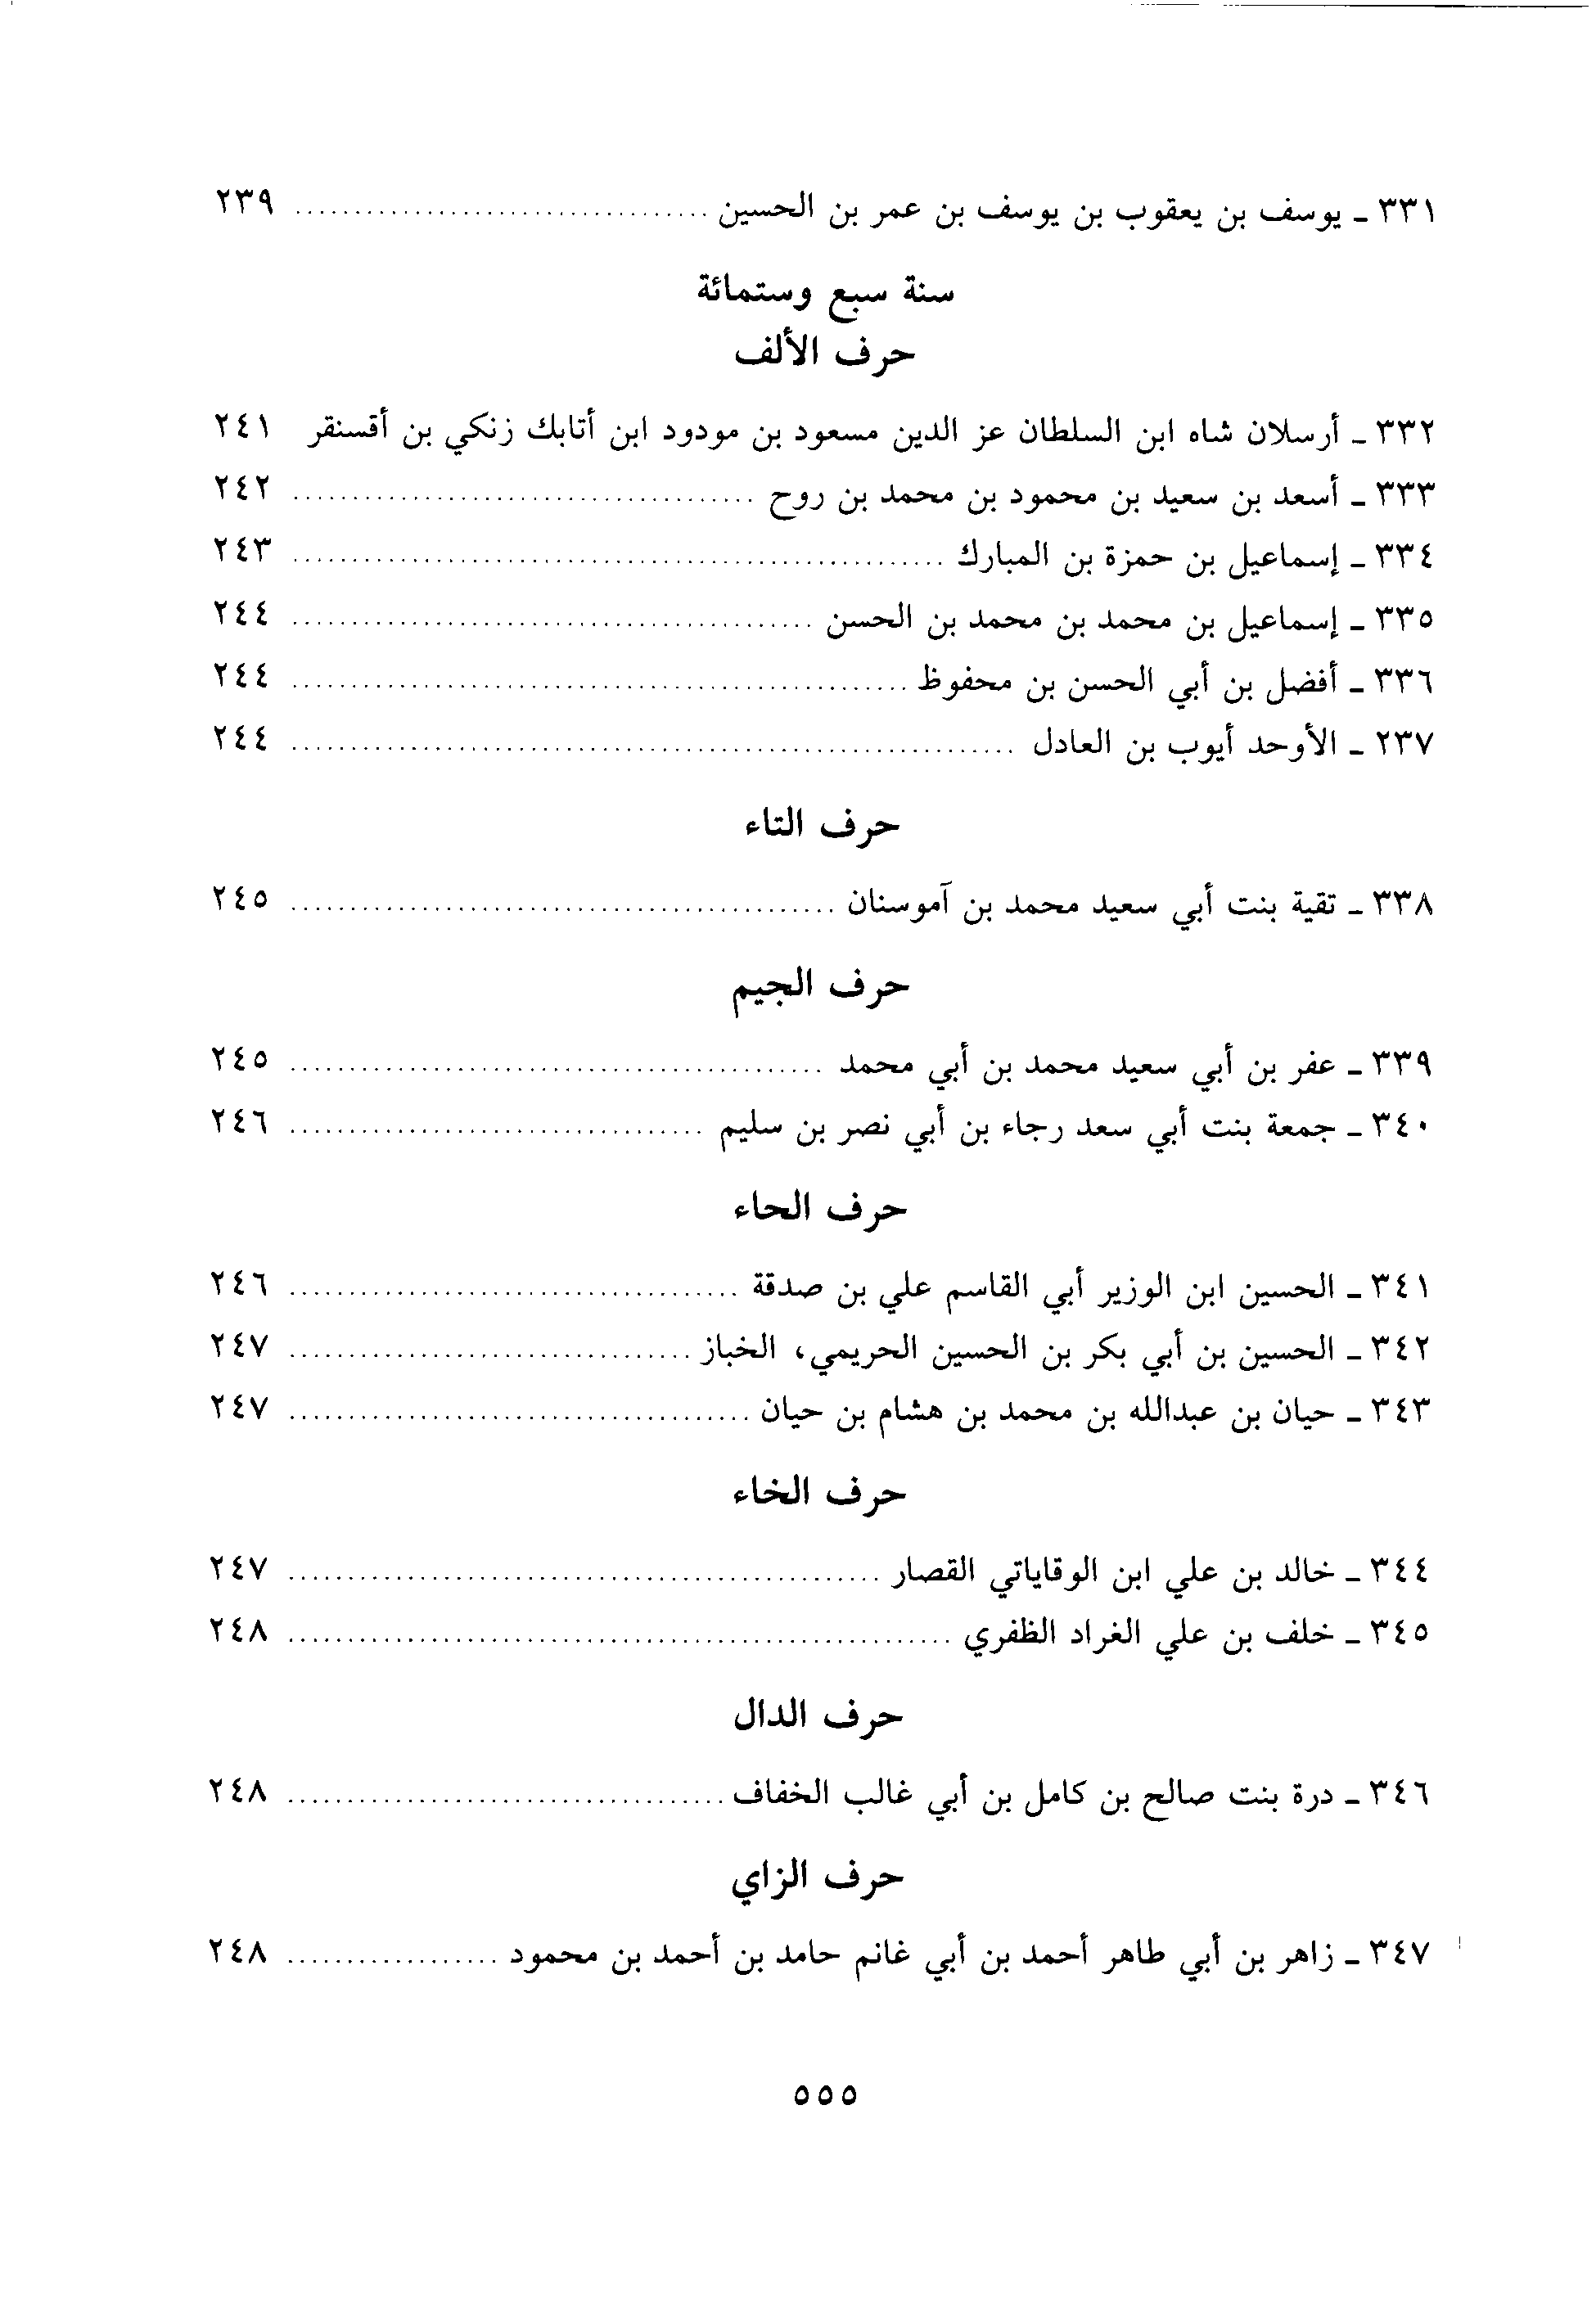 ٣٣١ ـ يوسف بن يعقوب بن يوسف بن عمر بن الحسين ................................... ٢٣٩
سنة سبع وستمائة
حرف الألف
٣٣٢ ـ أرسلان شاه ابن السلطان عز الدين مسعود بن مودود ابن أتابك زنكي بن أقسنقر ٢٤١
٣٣٣ ـ أسعد بن سعيد بن محمود بن محمد بن روح ....................................... ٢٤٢
٣٣٤ ـ إسماعيل بن حمزة بن المبارك ....................................................... ٢٤٣
٣٣٥ ـ إسماعيل بن محمد بن محمد بن الحسن ............................................ ٢٤٤
٣٣٦ ـ أفضل بن أبي الحسن بن محفوظ .................................................... ٢٤٤
٢٣٧ ـ الأوحد أيوب بن العادل ............................................................. ٢٤٤
حرف التاء
٣٣٨ ـ تقية بنت أبي سعيد محمد بن آموسنان .............................................. ٢٤٥
حرف الجيم
٣٣٩ ـ عفر بن أبي سعيد محمد بن أبي محمد ............................................. ٢٤٥
٣٤٠ ـ جمعة بنت أبي سعد رجاء بن أبي نصر بن سليم ................................... ٢٤٦
حرف الحاء
٣٤١ ـ الحسين ابن الوزير أبي القاسم علي بن صدقة ...................................... ٢٤٦
٣٤٢ ـ الحسين بن أبي بكر بن الحسين الحريمي، الخباز .................................. ٢٤٧
٣٤٣ ـ حيان بن عبدالله بن محمد بن هشام بن حيان ....................................... ٢٤٧
حرف الخاء
٣٤٤ ـ خالد بن علي ابن الوقاياتي القصار .................................................. ٢٤٧
٣٤٥ ـ خلف بن علي الغراد الظفري ........................................................ ٢٤٨
حرف الدال
٣٤٦ ـ درة بنت صالح بن كامل بن أبي غالب الخفاف ..................................... ٢٤٨
حرف الزاي
٣٤٧ ـ زاهر بن أبي طاهر أحمد بن أبي غانم حامد بن أحمد بن محمود .................. ٢٤٨
٥٥٥